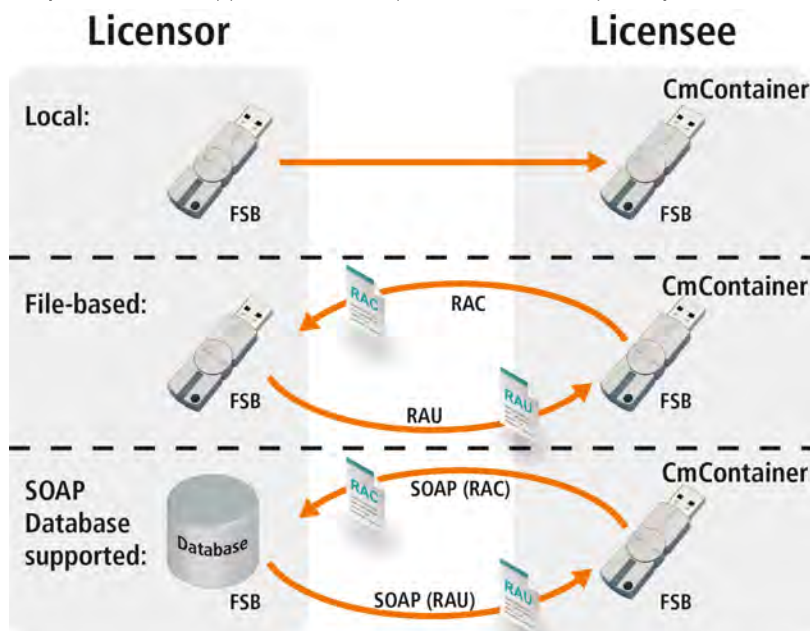 Licensor
Licensee
Local:
CmContainer
FSB
FSB
File-based:
CmContainer
RAC
RAC
FSB
RAU
RAU
FSB
SOAP
Database
supported:
CmContainer
RAC
SOAP (RAC)
Database
FSB
SOAP (RAU)
RAU
FSB